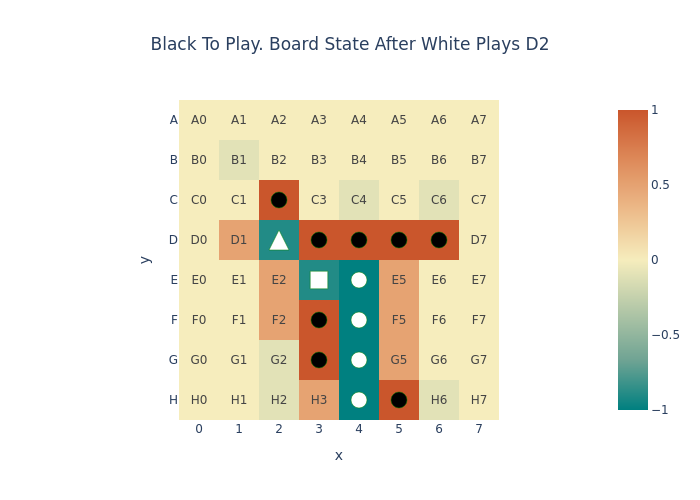 Black To Play. Board State After White Plays D2
A A0 A1 A2 A3 A4 A5 A6 A7
B B0 B1 B2 B3 B4 B5 B6 B7
C C0 C1 C3 C4 C5 C6 C7
D D0 D1 D7
E E0 E1 E2 E5 E6 E7
F F0 F1 F2 F5 F6 F7
G G0 G1 G2 G5 G6 G7
H H0 H1 H2 H3 H6 H7
0 1 2 3 4 5 6 7
x
y
1
0.5
0
−0.5
−1